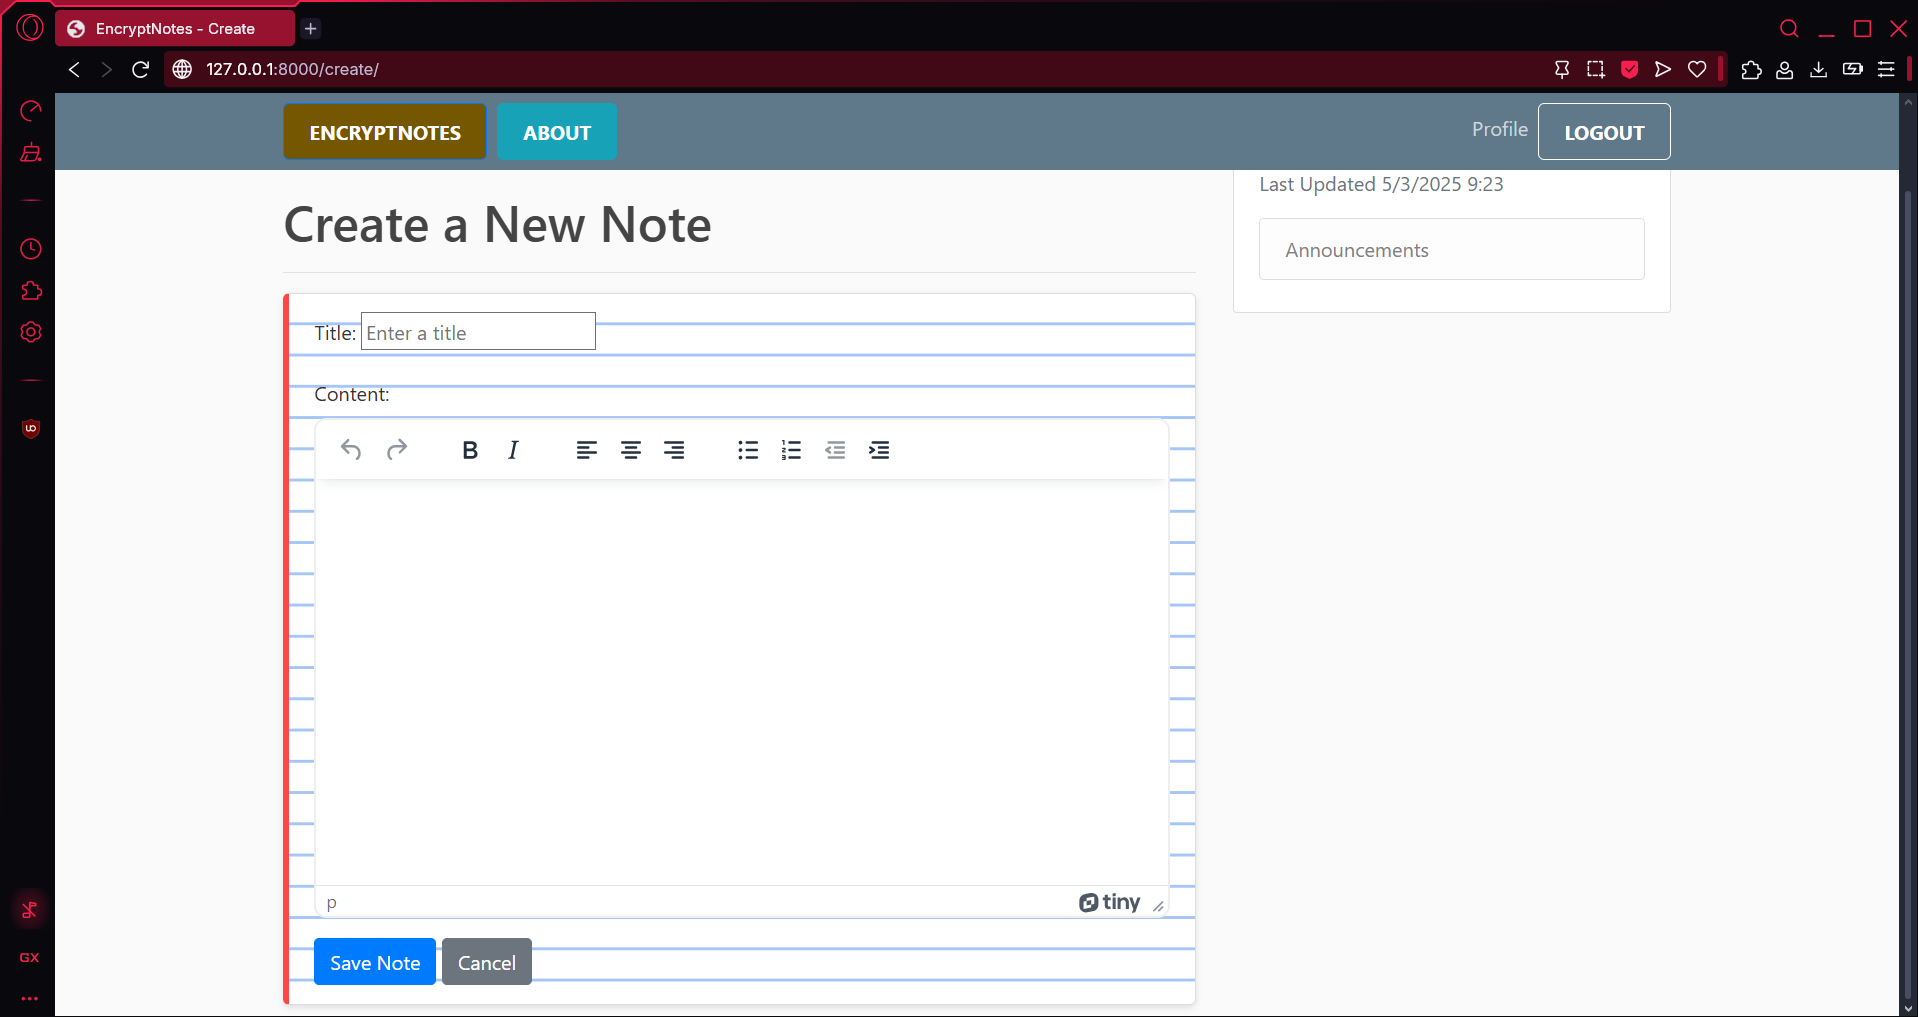 EncryptNotes - Create
127.0.0.1:8000/create/
ENCRYPTNOTES ABOUT Profile LOGOUT
Last Updated 5/3/2025 9:23
Announcements
Create a New Note
Title: Enter a title
Content:
B I
p tiny
Save Note Cancel
GX